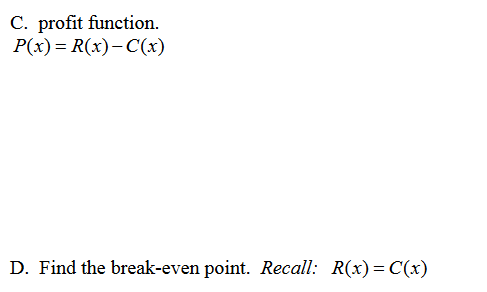 C. profit function.
P(x) = R(x) − C(x)
D. Find the break-even point. Recall: R(x) = C(x)